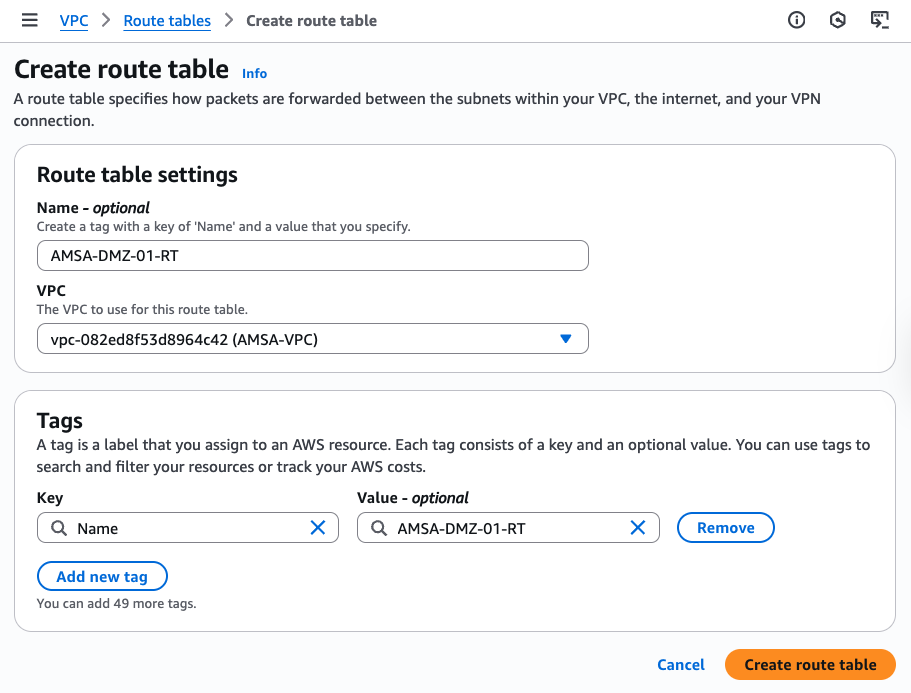 VPC > Route tables > Create route table
Create route table Info
A route table specifies how packets are forwarded between the subnets within your VPC, the internet, and your VPN
connection.
Route table settings
Name - optional
Create a tag with a key of 'Name' and a value that you specify.
AMSA-DMZ-01-RT
VPC
The VPC to use for this route table.
vpc-082ed8f53d8964c42 (AMSA-VPC)
Tags
A tag is a label that you assign to an AWS resource. Each tag consists of a key and an optional value. You can use tags to
search and filter your resources or track your AWS costs.
Key Value - optional
Name AMSA-DMZ-01-RT Remove
Add new tag
You can add 49 more tags.
Cancel Create route table